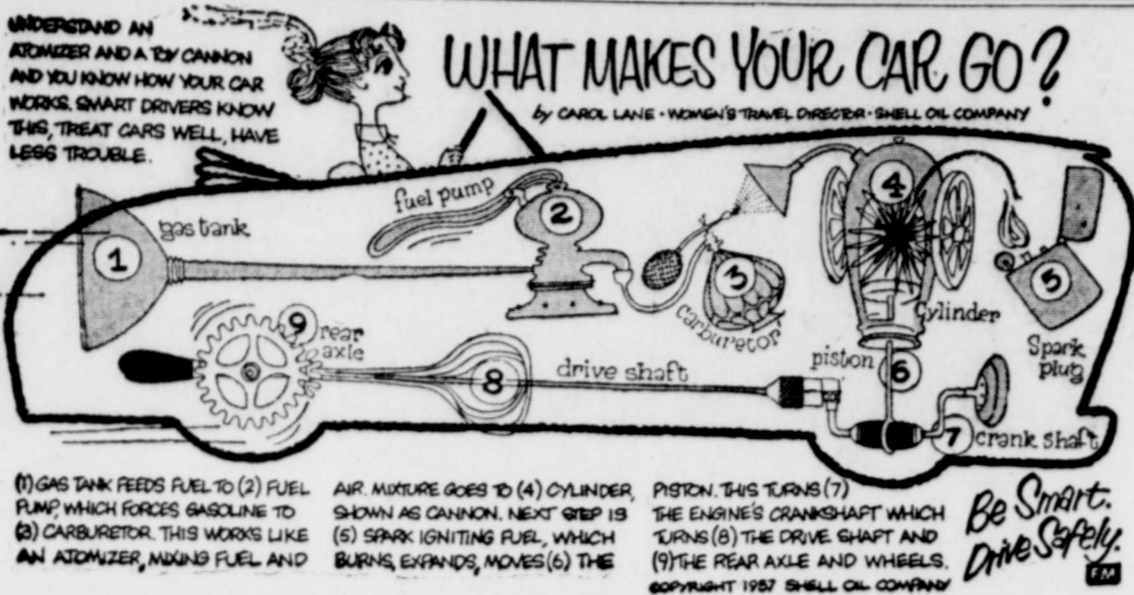 UNDERSTAND AN
ATOMIZER AND A TOY CANNON
AND YOU KNOW HOW YOUR CAR
WORKS. SMART DRIVERS KNOW
THIS, TREAT CARS WELL, HAVE
LESS TROUBLE.
WHAT MAKES YOUR CAR GO?
by CAROL LANE • WOMEN'S TRAVEL DIRECTOR • SHELL OIL COMPANY
1
gas tank
fuel pump
2
3
carburetor
4
Cylinder
5
Spark
plug
piston
6
7
crank shaft
drive shaft
8
9
rear
axle
(1) GAS TANK FEEDS FUEL TO (2) FUEL
PUMP, WHICH FORCES GASOLINE TO
(3) CARBURETOR. THIS WORKS LIKE
AN ATOMIZER, MIXING FUEL AND
AIR. MIXTURE GOES TO (4) CYLINDER,
SHOWN AS CANNON. NEXT STEP IS
(5) SPARK IGNITING FUEL, WHICH
BURNS, EXPANDS, MOVES (6) THE
PISTON. THIS TURNS (7)
THE ENGINE'S CRANKSHAFT WHICH
TURNS (8) THE DRIVE SHAFT AND
(9) THE REAR AXLE AND WHEELS.
COPYRIGHT 1957 SHELL OIL COMPANY
Be Smart.
Drive Safely.
FM